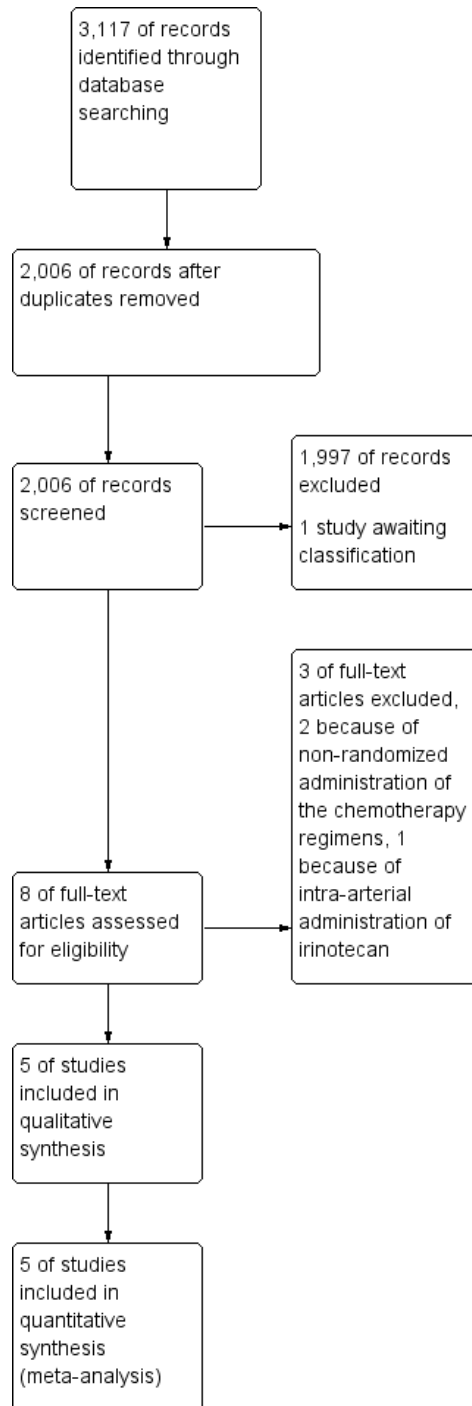 3,117 of records
identified through
database
searching
2,006 of records after
duplicates removed
2,006 of records
screened
1,997 of records
excluded
1 study awaiting
classification
8 of full-text
articles assessed
for eligibility
3 of full-text
articles excluded,
2 because of
non-randomized
administration of
the chemotherapy
regimens, 1
because of
intra-arterial
administration of
irinotecan
5 of studies
included in
qualitative
synthesis
5 of studies
included in
quantitative
synthesis
(meta-analysis)